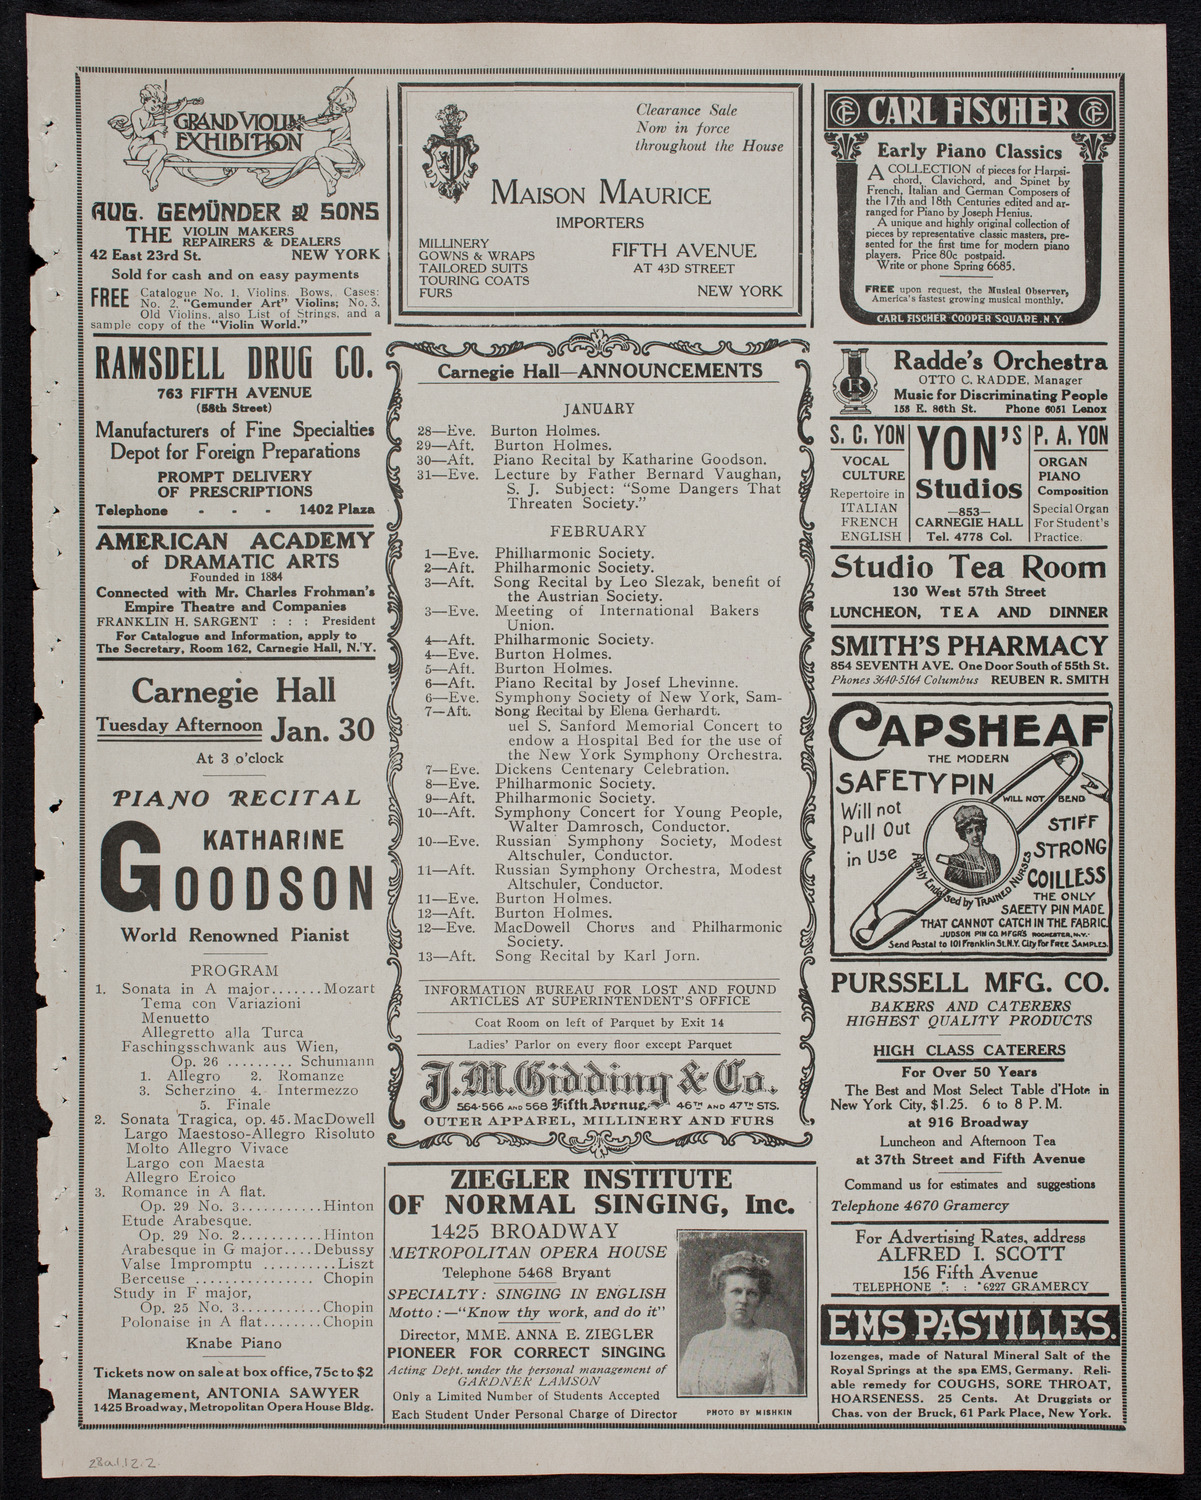 GRAND VIOLIN
EXHIBITION
AUG. GEMÜNDER & SONS
THE VIOLIN MAKERS
REPAIRERS & DEALERS
42 East 23rd St. NEW YORK
Sold for cash and on easy payments
FREE Catalogue No. 1, Violins, Bows, Cases;
No. 2, "Gemunder Art" Violins; No. 3,
Old Violins, also List of Strings, and a
sample copy of the "Violin World."
RAMSDELL DRUG CO.
763 FIFTH AVENUE
(58th Street)
Manufacturers of Fine Specialties
Depot for Foreign Preparations
PROMPT DELIVERY
OF PRESCRIPTIONS
Telephone - - - 1402 Plaza
AMERICAN ACADEMY
of DRAMATIC ARTS
Founded in 1884
Connected with Mr. Charles Frohman's
Empire Theatre and Companies
FRANKLIN H. SARGENT : : : President
For Catalogue and Information, apply to
The Secretary, Room 162, Carnegie Hall, N.Y.
Carnegie Hall
Tuesday Afternoon Jan. 30
At 3 o'clock
PIANO RECITAL
KATHARINE
GOODSON
World Renowned Pianist
PROGRAM
1. Sonata in A major.......Mozart
Tema con Variazioni
Menuetto
Allegretto alla Turca
Faschingsschwank aus Wien,
Op. 26 ......... Schumann
1. Allegro 2. Romanze
3. Scherzino 4. Intermezzo
5. Finale
2. Sonata Tragica, op. 45. MacDowell
Largo Maestoso-Allegro Risoluto
Molto Allegro Vivace
Largo con Maesta
Allegro Eroico
3. Romance in A flat.
Op. 29 No. 3...........Hinton
Etude Arabesque.
Op. 29 No. 2...........Hinton
Arabesque in G major....Debussy
Valse Impromptu ..........Liszt
Berceuse ................ Chopin
Study in F major,
Op. 25 No. 3...........Chopin
Polonaise in A flat........Chopin
Knabe Piano
Tickets now on sale at box office, 75c to $2
Management, ANTONIA SAWYER
1425 Broadway, Metropolitan Opera House Bldg.
Clearance Sale
Now in force
throughout the House
MAISON MAURICE
IMPORTERS
MILLINERY
GOWNS & WRAPS
TAILORED SUITS
TOURING COATS
FURS
FIFTH AVENUE
AT 43D STREET
NEW YORK
Carnegie Hall—ANNOUNCEMENTS
JANUARY
28—Eve. Burton Holmes.
29—Aft. Burton Holmes.
30—Aft. Piano Recital by Katharine Goodson.
31—Eve. Lecture by Father Bernard Vaughan,
S. J. Subject: "Some Dangers That
Threaten Society."
FEBRUARY
1—Eve. Philharmonic Society.
2—Aft. Philharmonic Society.
3—Aft. Song Recital by Leo Slezak, benefit of
the Austrian Society.
3—Eve. Meeting of International Bakers
Union.
4—Aft. Philharmonic Society.
4—Eve. Burton Holmes.
5—Aft. Burton Holmes.
6—Aft. Piano Recital by Josef Lhevinne.
6—Eve. Symphony Society of New York, Sam-
7—Aft. Song Recital by Elena Gerhardt.
uel S. Sanford Memorial Concert to
endow a Hospital Bed for the use of
the New York Symphony Orchestra.
7—Eve. Dickens Centenary Celebration.
8—Eve. Philharmonic Society.
9—Aft. Philharmonic Society.
10—Aft. Symphony Concert for Young People,
Walter Damrosch, Conductor.
10—Eve. Russian Symphony Society, Modest
Altschuler, Conductor.
11—Aft. Russian Symphony Orchestra, Modest
Altschuler, Conductor.
11—Eve. Burton Holmes.
12—Aft. Burton Holmes.
12—Eve. MacDowell Chorus and Philharmonic
Society.
13—Aft. Song Recital by Karl Jorn.
INFORMATION BUREAU FOR LOST AND FOUND
ARTICLES AT SUPERINTENDENT'S OFFICE
Coat Room on left of Parquet by Exit 14
Ladies' Parlor on every floor except Parquet
J. M. Gidding & Co.
564-566 AND 568 Fifth Avenue 46TH AND 47TH STS.
OUTER APPAREL, MILLINERY AND FURS
ZIEGLER INSTITUTE
OF NORMAL SINGING, Inc.
1425 BROADWAY
METROPOLITAN OPERA HOUSE
Telephone 5468 Bryant
SPECIALTY: SINGING IN ENGLISH
Motto:—"Know thy work, and do it"
Director, MME. ANNA E. ZIEGLER
PIONEER FOR CORRECT SINGING
Acting Dept. under the personal management of
GARDNER LAMSON
Only a Limited Number of Students Accepted
Each Student Under Personal Charge of Director
PHOTO BY MISHKIN
CF CARL FISCHER CF
Early Piano Classics
A COLLECTION of pieces for Harpsi-
chord, Clavichord, and Spinet by
French, Italian and German Composers of
the 17th and 18th Centuries edited and ar-
ranged for Piano by Joseph Henius.
A unique and highly original collection of
pieces by representative classic masters, pre-
sented for the first time for modern piano
players. Price 80c postpaid.
Write or phone Spring 6685.
FREE upon request, the Musical Observer,
America's fastest growing musical monthly.
CARL FISCHER COOPER SQUARE. N.Y.
R
Radde's Orchestra
OTTO C. RADDE, Manager
Music for Discriminating People
158 E. 86th St. Phone 6051 Lenox
S. C. YON
VOCAL
CULTURE
Repertoire in
ITALIAN
FRENCH
ENGLISH
YON'S
Studios
—853—
CARNEGIE HALL
Tel. 4778 Col.
P. A. YON
ORGAN
PIANO
Composition
Special Organ
For Student's
Practice.
Studio Tea Room
130 West 57th Street
LUNCHEON, TEA AND DINNER
SMITH'S PHARMACY
854 SEVENTH AVE. One Door South of 55th St.
Phones 3640-5164 Columbus REUBEN R. SMITH
CAPSHEAF
THE MODERN
SAFETY PIN
WILL NOT BEND
Will not
Pull Out
in Use
STIFF
STRONG
COILLESS
Highly Endorsed by TRAINED NURSES
THE ONLY
SAFETY PIN MADE
THAT CANNOT CATCH IN THE FABRIC
JUDSON PIN CO. MFGRS ROCHESTER, N.Y.
Send Postal to 101 Franklin St. N.Y. City for FREE SAMPLES.
PURSSELL MFG. CO.
BAKERS AND CATERERS
HIGHEST QUALITY PRODUCTS
HIGH CLASS CATERERS
For Over 50 Years
The Best and Most Select Table d'Hote in
New York City, $1.25. 6 to 8 P.M.
at 916 Broadway
Luncheon and Afternoon Tea
at 37th Street and Fifth Avenue
Command us for estimates and suggestions
Telephone 4670 Gramercy
For Advertising Rates, address
ALFRED I. SCOTT
156 Fifth Avenue
TELEPHONE : : 6227 GRAMERCY
EMS PASTILLES.
lozenges, made of Natural Mineral Salt of the
Royal Springs at the spa EMS, Germany. Reli-
able remedy for COUGHS, SORE THROAT,
HOARSENESS. 25 Cents. At Druggists or
Chas. von der Bruck, 61 Park Place, New York.
28a1.12.2